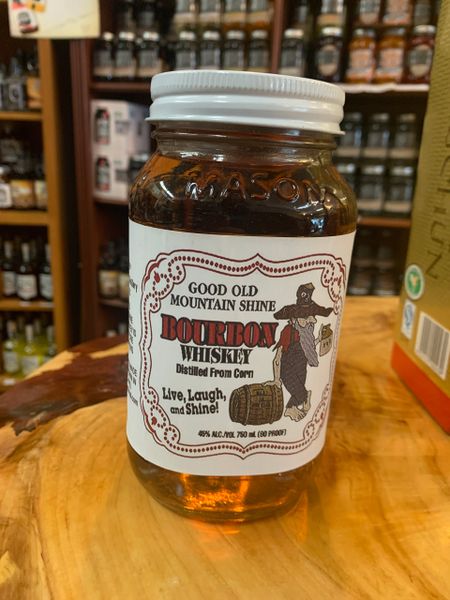 MASON
GOOD OLD
MOUNTAIN SHINE
BOURBON
WHISKEY
Distilled From Corn
Live, Laugh,
and Shine!
45% ALC./VOL 750 mL (90 PROOF)